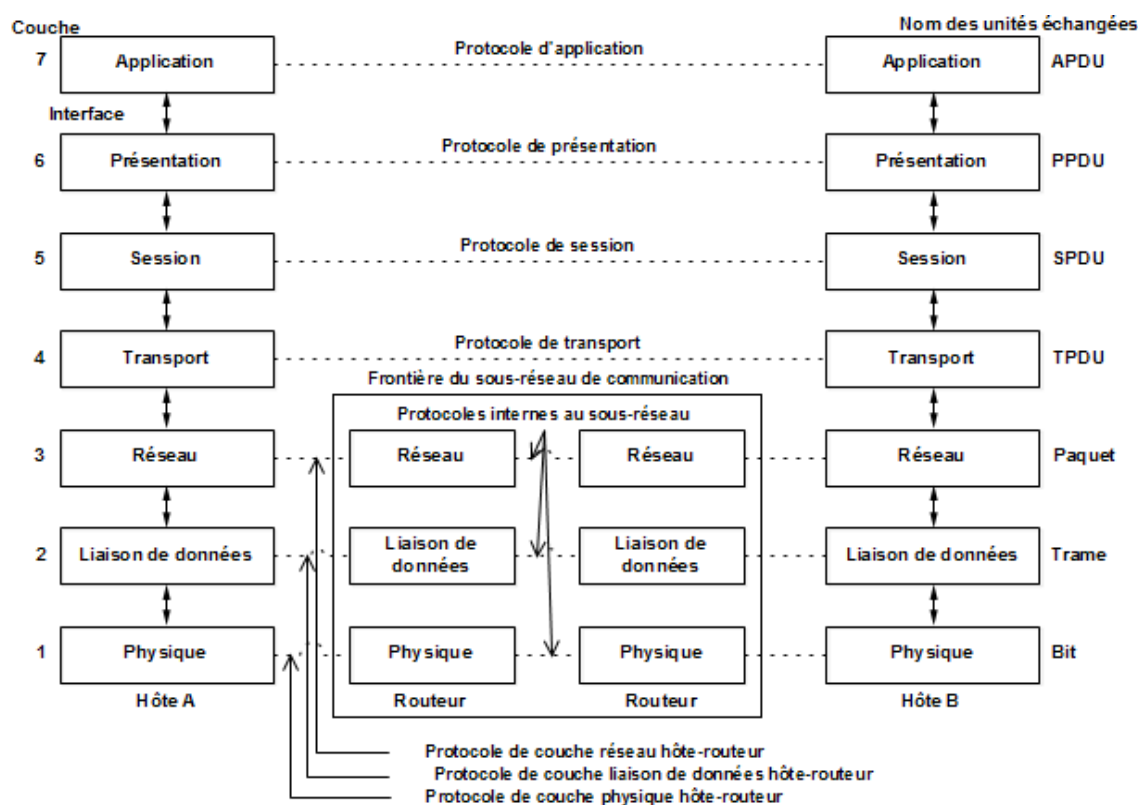 Couche
Nom des unités échangées
7 Application Protocole d'application Application APDU
Interface
6 Présentation Protocole de présentation Présentation PPDU
5 Session Protocole de session Session SPDU
4 Transport Protocole de transport Transport TPDU
Frontière du sous-réseau de communication
Protocoles internes au sous-réseau
3 Réseau Réseau Réseau Réseau Paquet
2 Liaison de données Liaison de données Liaison de données Liaison de données Trame
1 Physique Physique Physique Physique Bit
Hôte A Routeur Routeur Hôte B
Protocole de couche réseau hôte-routeur
Protocole de couche liaison de données hôte-routeur
Protocole de couche physique hôte-routeur